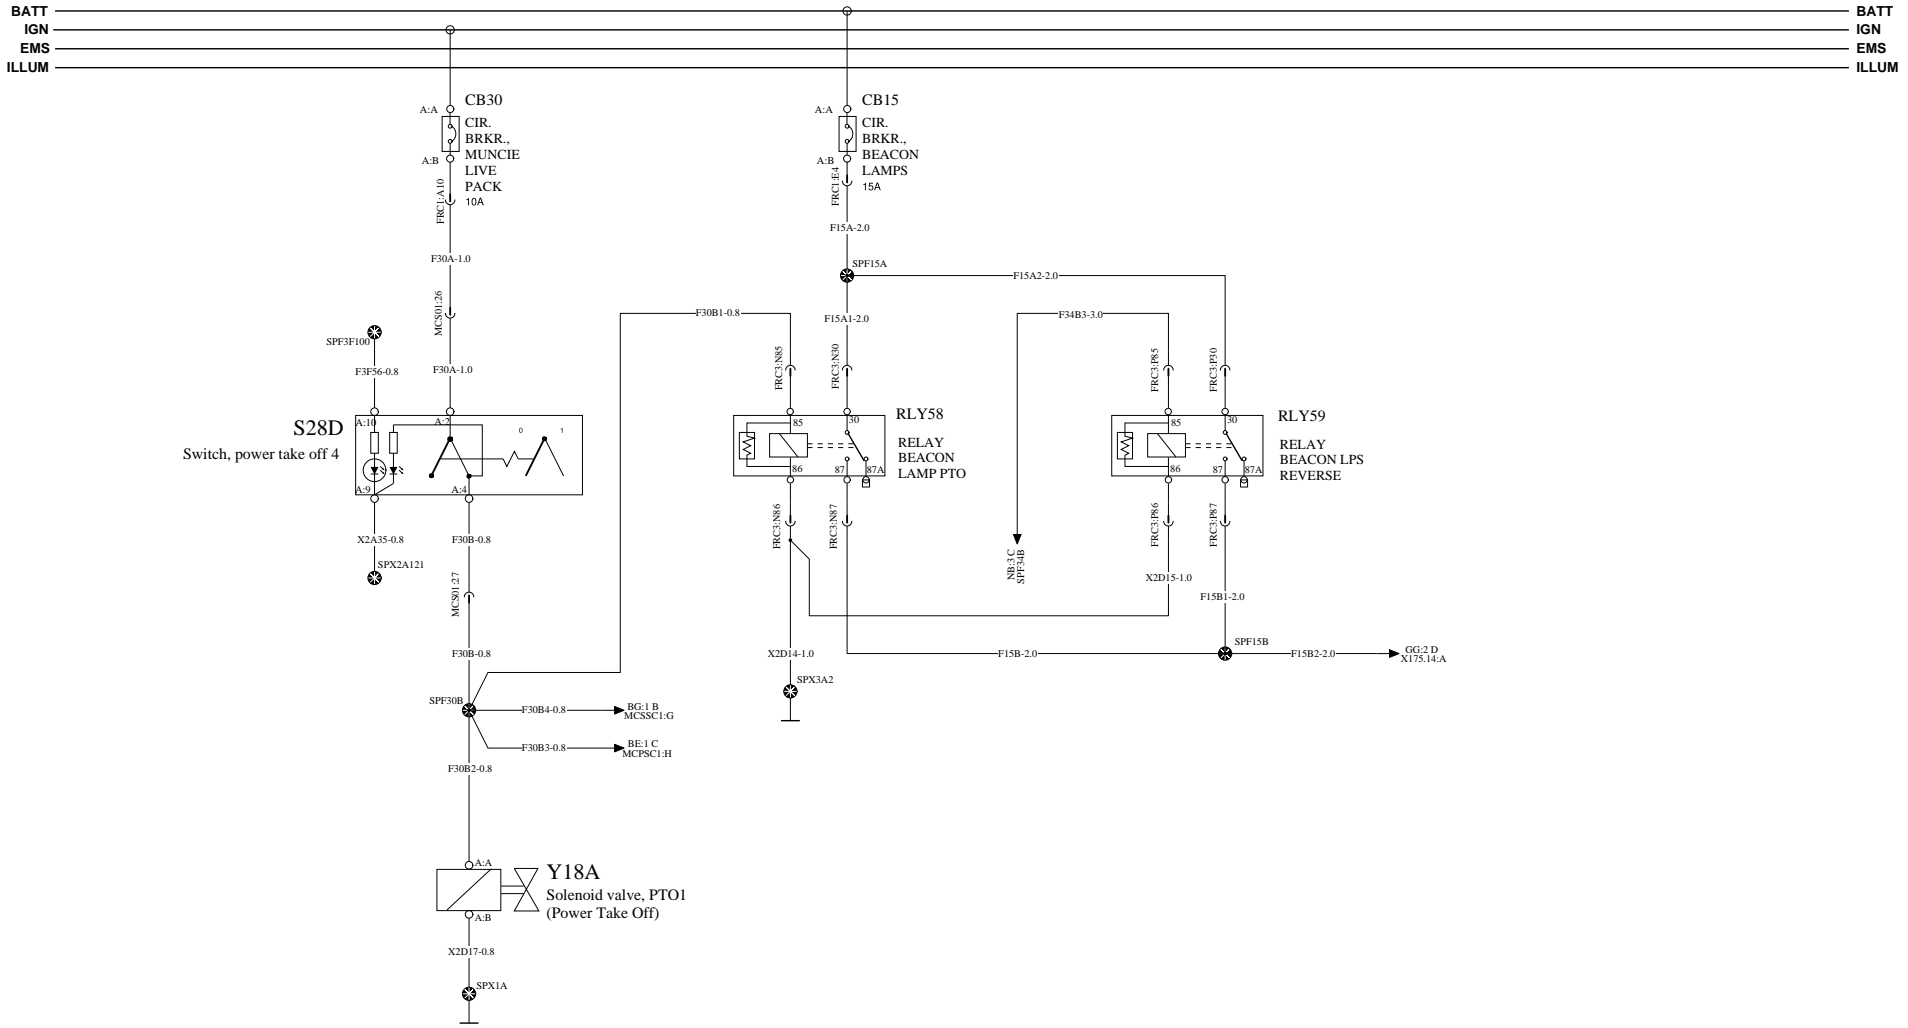 BATT
BATT
IGN
IGN
EMS
EMS
ILLUM
ILLUM
CB30
A:A
CIR.
BRKR.,
MUNCIE
LIVE
PACK
10A
A:B
FRC1:A10
F30A-1.0
MCS01:26
F30A-1.0
CB15
A:A
CIR.
BRKR.,
BEACON
LAMPS
15A
A:B
FRC1:E4
F15A-2.0
SPF15A
F15A2-2.0
F15A1-2.0
F30B1-0.8
F34B3-3.0
SPF3F100
F3F56-0.8
FRC3:N85
FRC3:N30
FRC3:P85
FRC3:P30
S28D
Switch, power take off 4
A:10
A:2
0
1
A:9
A:4
RLY58
RELAY
BEACON
LAMP PTO
85
30
86
87
87A
RLY59
RELAY
BEACON LPS
REVERSE
85
30
86
87
87A
X2A35-0.8
SPX2A121
F30B-0.8
MCS01:27
F30B-0.8
FRC3:N86
FRC3:N87
NB:3 C
SPF34B
FRC3:P86
FRC3:P87
X2D15-1.0
F15B1-2.0
X2D14-1.0
SPX3A2
F15B-2.0
SPF15B
F15B2-2.0
GG:2 D
X175.14:A
SPF30B
F30B4-0.8
BG:1 B
MCSSC1:G
F30B3-0.8
BE:1 C
MCPSC1:H
F30B2-0.8
A:A
Y18A
Solenoid valve, PTO1
(Power Take Off)
A:B
X2D17-0.8
SPX1A